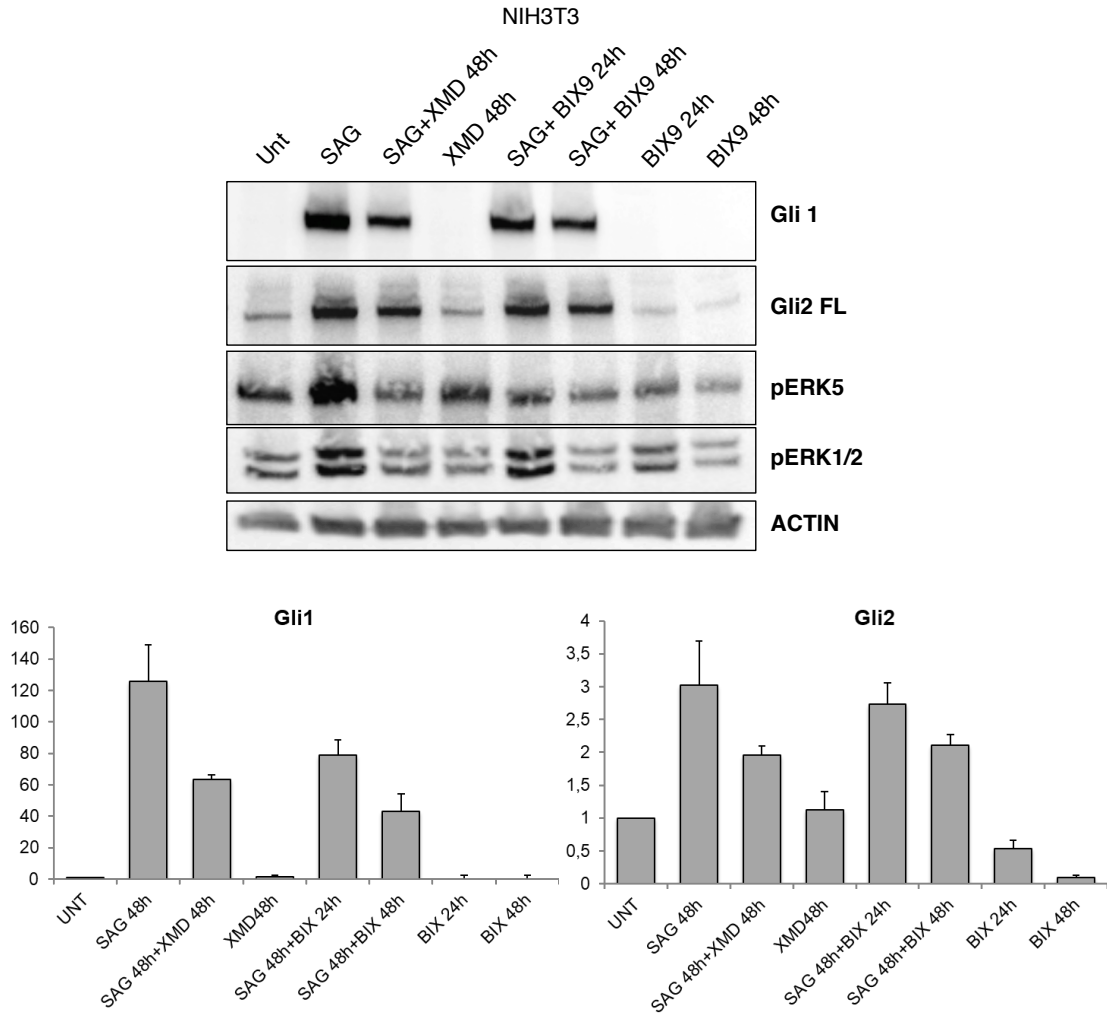 NIH3T3
Unt
SAG
SAG+XMD 48h
XMD 48h
SAG+ BIX9 24h
SAG+ BIX9 48h
BIX9 24h
BIX9 48h
Gli 1
Gli2 FL
pERK5
pERK1/2
ACTIN
Gli1
160
140
120
100
80
60
40
20
0
UNT
SAG 48h
SAG 48h+XMD 48h
XMD48h
SAG 48h+BIX 24h
SAG 48h+BIX 48h
BIX 24h
BIX 48h
Gli2
4
3,5
3
2,5
2
1,5
1
0,5
0
UNT
SAG 48h
SAG 48h+XMD 48h
XMD48h
SAG 48h+BIX 24h
SAG 48h+BIX 48h
BIX 24h
BIX 48h